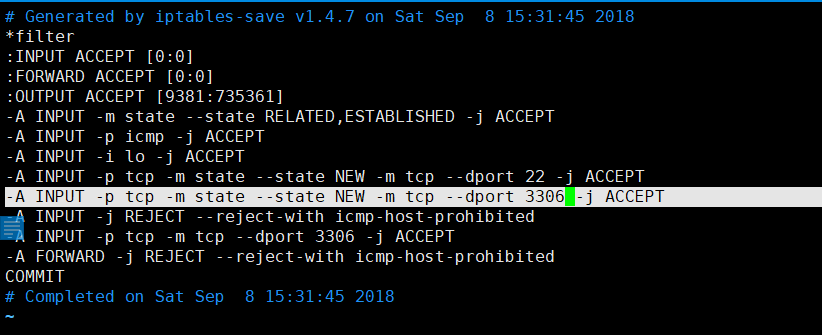 # Generated by iptables-save v1.4.7 on Sat Sep  8 15:31:45 2018
*filter
:INPUT ACCEPT [0:0]
:FORWARD ACCEPT [0:0]
:OUTPUT ACCEPT [9381:735361]
-A INPUT -m state --state RELATED,ESTABLISHED -j ACCEPT
-A INPUT -p icmp -j ACCEPT
-A INPUT -i lo -j ACCEPT
-A INPUT -p tcp -m state --state NEW -m tcp --dport 22 -j ACCEPT
-A INPUT -p tcp -m state --state NEW -m tcp --dport 3306 -j ACCEPT
-A INPUT -j REJECT --reject-with icmp-host-prohibited
-A INPUT -p tcp -m tcp --dport 3306 -j ACCEPT
-A FORWARD -j REJECT --reject-with icmp-host-prohibited
COMMIT
# Completed on Sat Sep  8 15:31:45 2018
~